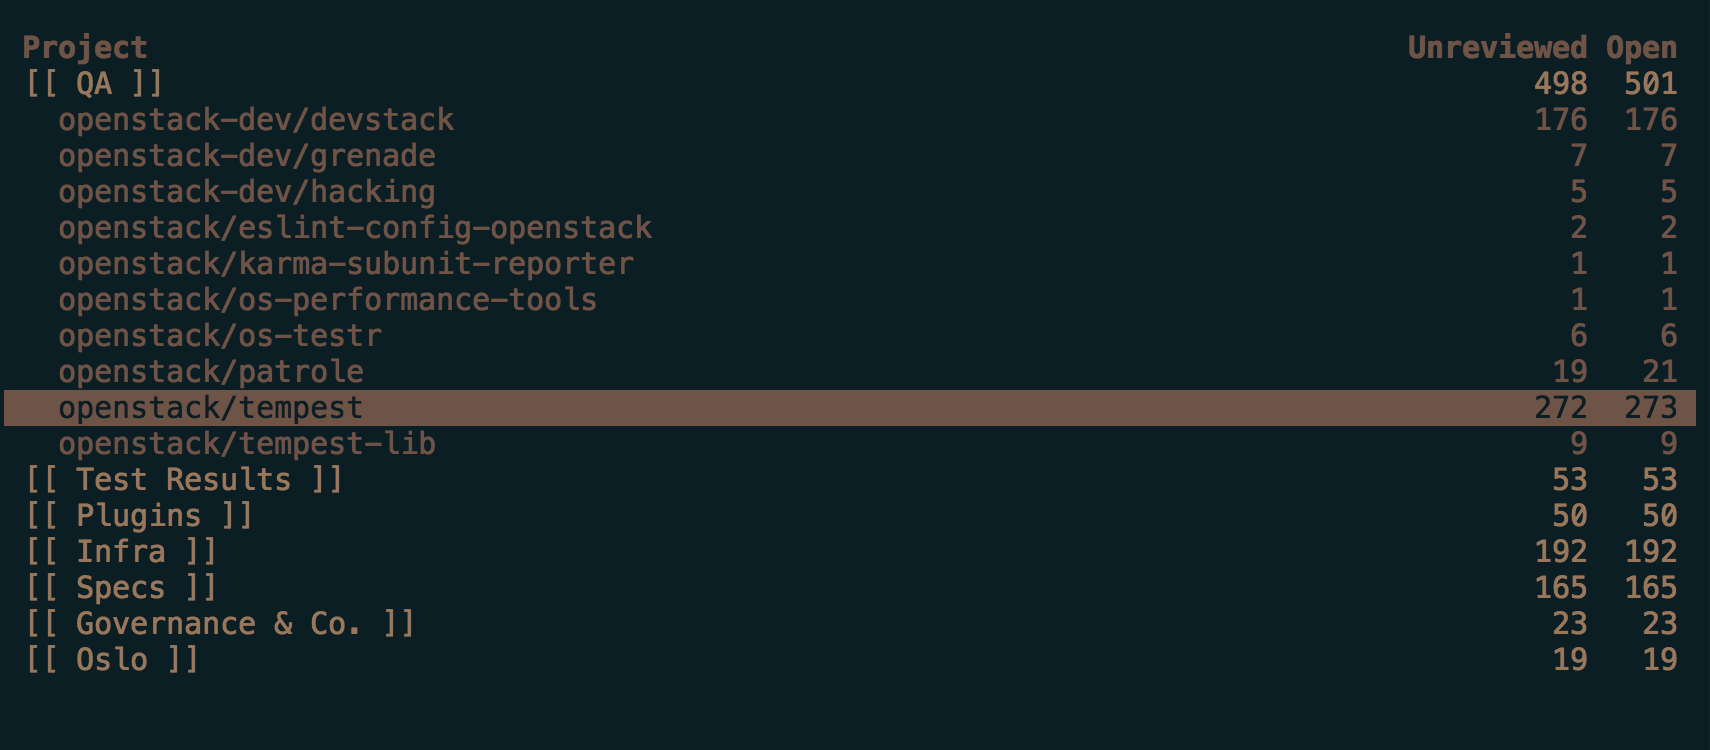 Project Unreviewed Open
[[ QA ]] 498 501
openstack-dev/devstack 176 176
openstack-dev/grenade 7 7
openstack-dev/hacking 5 5
openstack/eslint-config-openstack 2 2
openstack/karma-subunit-reporter 1 1
openstack/os-performance-tools 1 1
openstack/os-testr 6 6
openstack/patrole 19 21
openstack/tempest 272 273
openstack/tempest-lib 9 9
[[ Test Results ]] 53 53
[[ Plugins ]] 50 50
[[ Infra ]] 192 192
[[ Specs ]] 165 165
[[ Governance & Co. ]] 23 23
[[ Oslo ]] 19 19